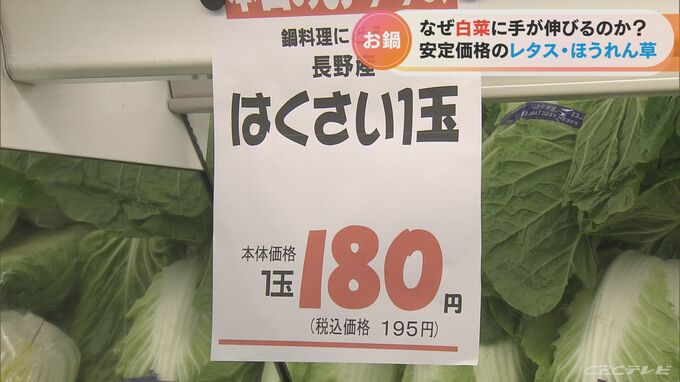 お鍋
なぜ白菜に手が伸びるのか?
安定価格のレタス・ほうれん草
鍋料理に
長野産
はくさい1玉
本体価格
1玉180円
(税込価格 195円)
CBCテレビ